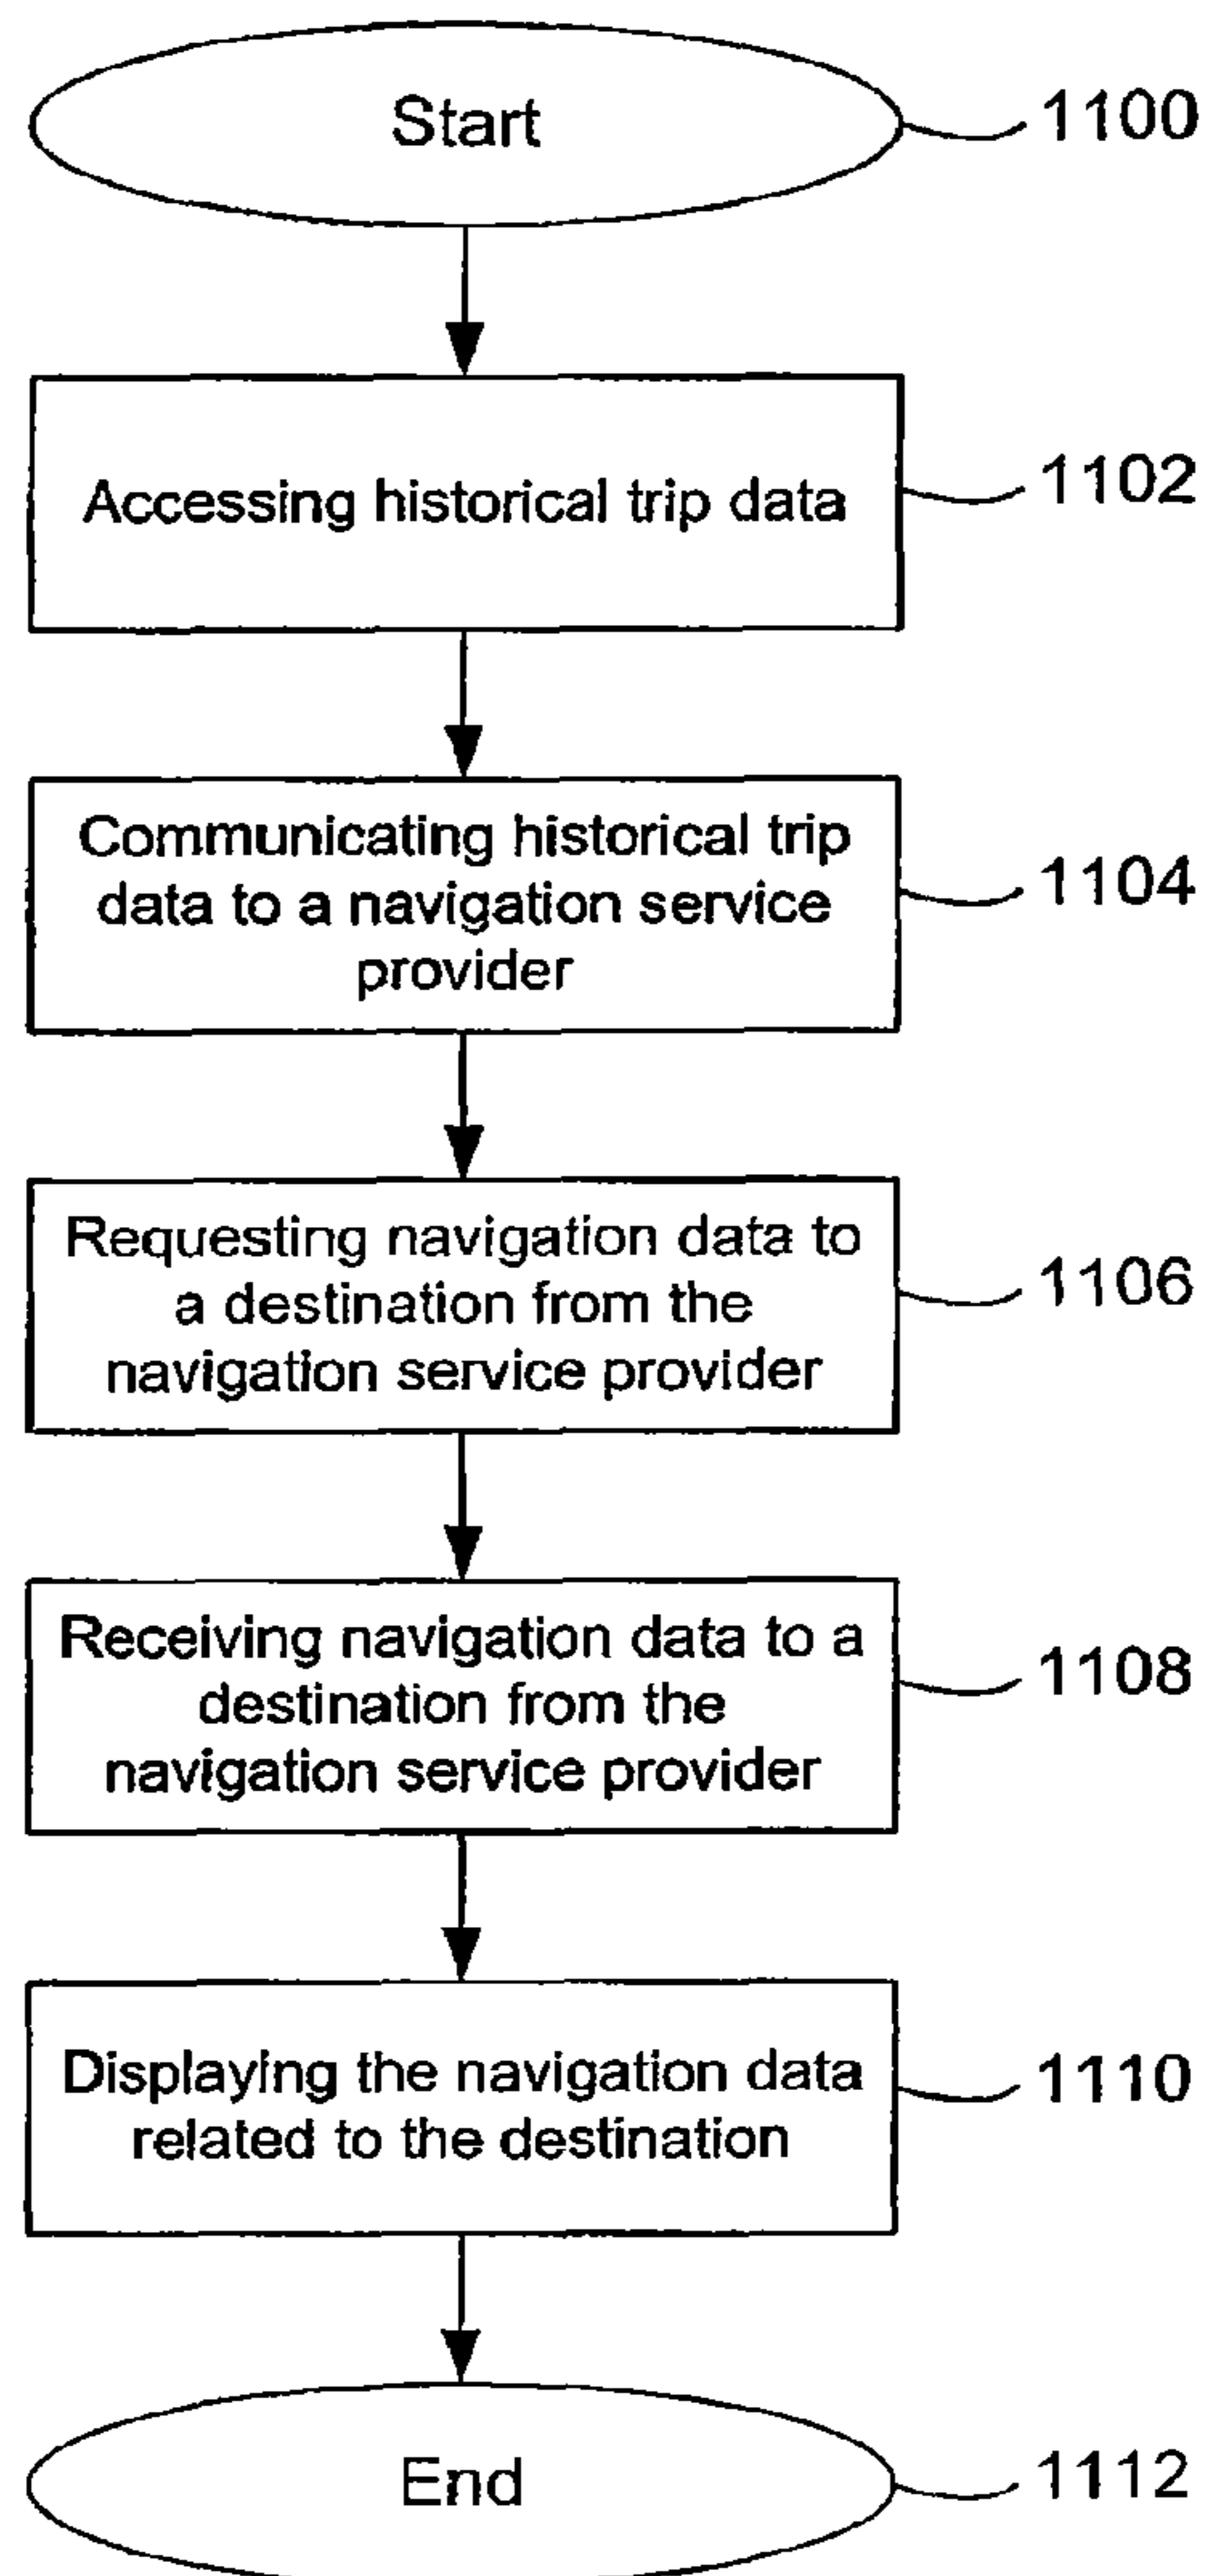 Start
1100
Accessing historical trip data
1102
Communicating historical trip
data to a navigation service
provider
1104
Requesting navigation data to
a destination from the
navigation service provider
1106
Receiving navigation data to a
destination from the
navigation service provider
1108
Displaying the navigation data
related to the destination
1110
End
1112